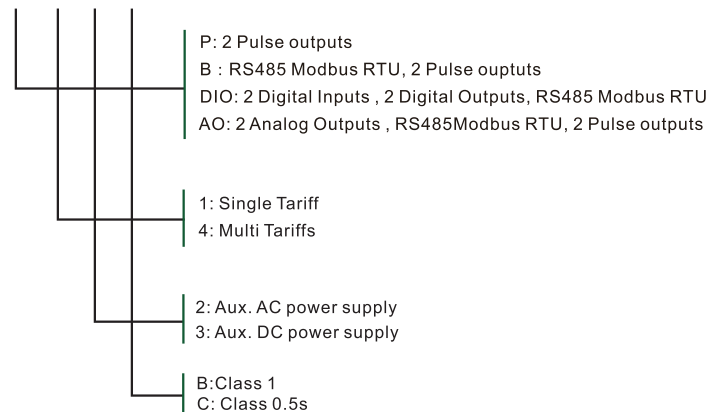 P: 2 Pulse outputs
B : RS485 Modbus RTU, 2 Pulse ouptuts
DIO: 2 Digital Inputs , 2 Digital Outputs, RS485 Modbus RTU
AO: 2 Analog Outputs , RS485Modbus RTU, 2 Pulse outputs
1: Single Tariff
4: Multi Tariffs
2: Aux. AC power supply
3: Aux. DC power supply
B:Class 1
C: Class 0.5s